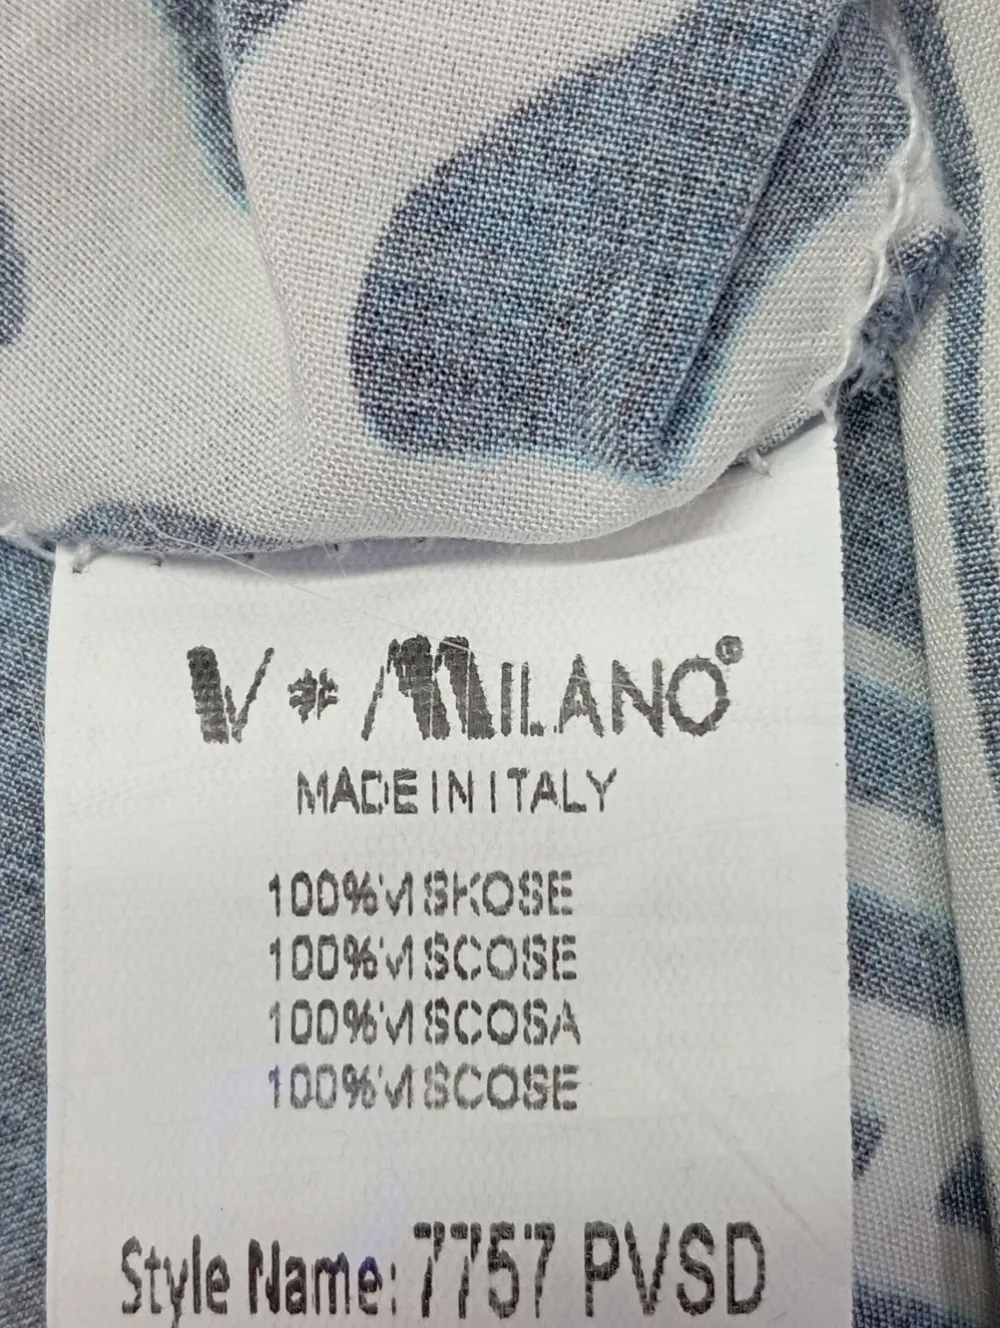 V*MILANO®
MADE IN ITALY
100%VISKOSE
100%VISCOSE
100%VISCOSA
100%VISCOSE
Style Name: 7757 PVSD